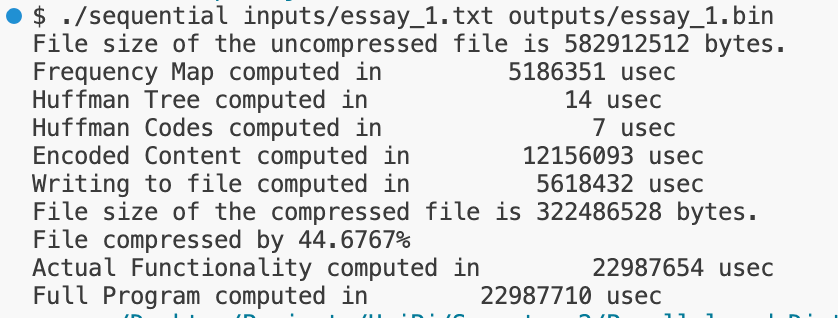 $ ./sequential inputs/essay_1.txt outputs/essay_1.bin
File size of the uncompressed file is 582912512 bytes.
Frequency Map computed in 5186351 usec
Huffman Tree computed in 14 usec
Huffman Codes computed in 7 usec
Encoded Content computed in 12156093 usec
Writing to file computed in 5618432 usec
File size of the compressed file is 322486528 bytes.
File compressed by 44.6767%
Actual Functionality computed in 22987654 usec
Full Program computed in 22987710 usec